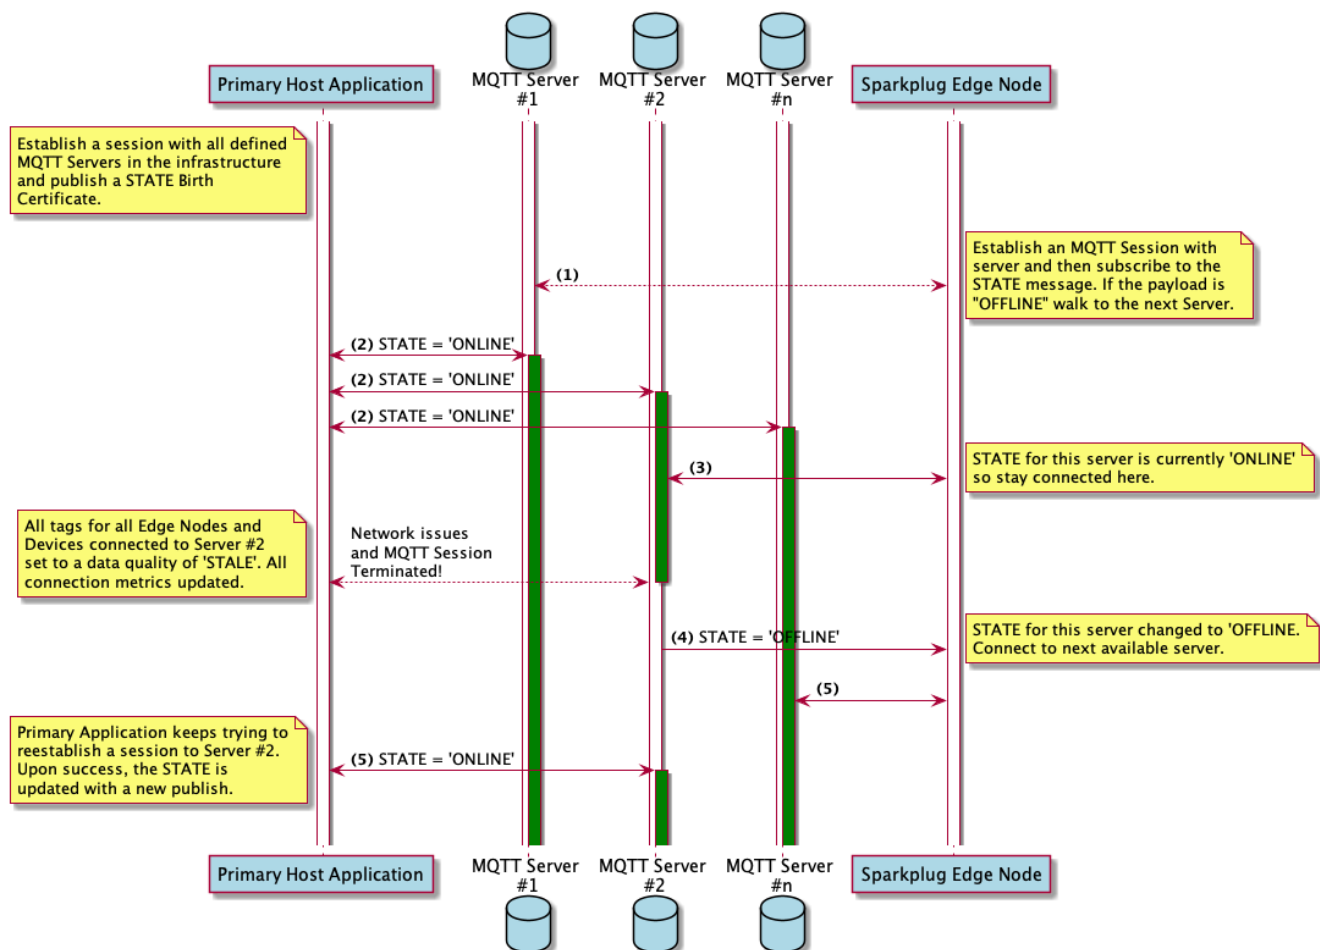 Primary Host Application
MQTT Server
#1
MQTT Server
#2
MQTT Server
#n
Sparkplug Edge Node
Establish a session with all defined
MQTT Servers in the infrastructure
and publish a STATE Birth
Certificate.
Establish an MQTT Session with
server and then subscribe to the
STATE message. If the payload is
"OFFLINE" walk to the next Server.
(1)
(2) STATE = 'ONLINE'
(2) STATE = 'ONLINE'
(2) STATE = 'ONLINE'
(3)
STATE for this server is currently 'ONLINE'
so stay connected here.
All tags for all Edge Nodes and
Devices connected to Server #2
set to a data quality of 'STALE'. All
connection metrics updated.
Network issues
and MQTT Session
Terminated!
(4) STATE = 'OFFLINE'
STATE for this server changed to 'OFFLINE.
Connect to next available server.
(5)
Primary Application keeps trying to
reestablish a session to Server #2.
Upon success, the STATE is
updated with a new publish.
(5) STATE = 'ONLINE'
Primary Host Application
MQTT Server
#1
MQTT Server
#2
MQTT Server
#n
Sparkplug Edge Node